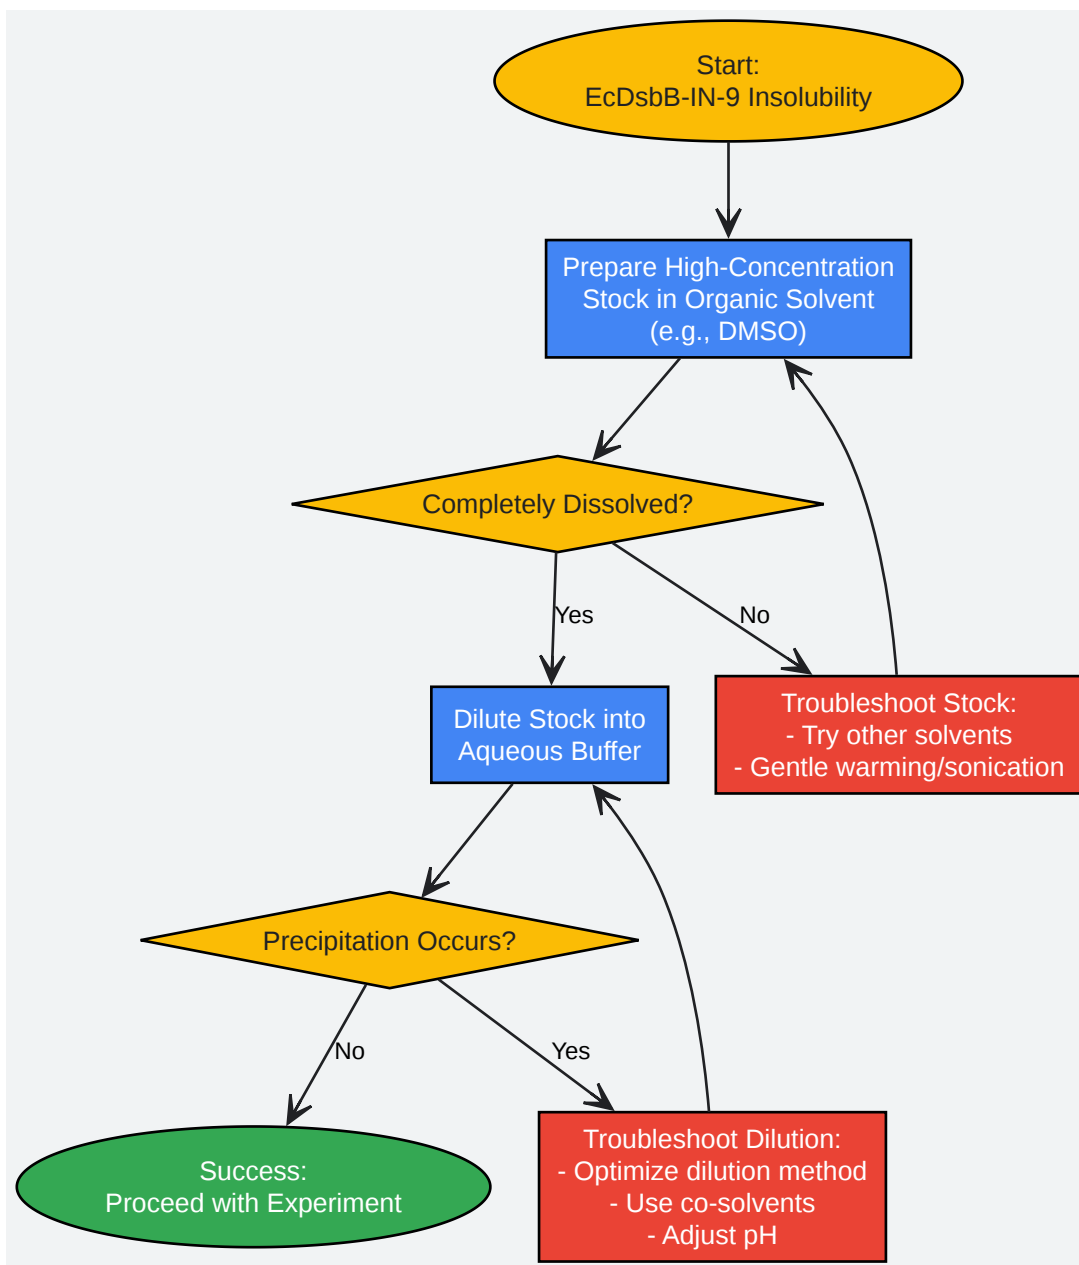 Start:
EcDsbB-IN-9 Insolubility
Prepare High-Concentration
Stock in Organic Solvent
(e.g., DMSO)
Completely Dissolved?
Yes
No
Dilute Stock into
Aqueous Buffer
Troubleshoot Stock:
- Try other solvents
- Gentle warming/sonication
Precipitation Occurs?
No
Yes
Success:
Proceed with Experiment
Troubleshoot Dilution:
- Optimize dilution method
- Use co-solvents
- Adjust pH